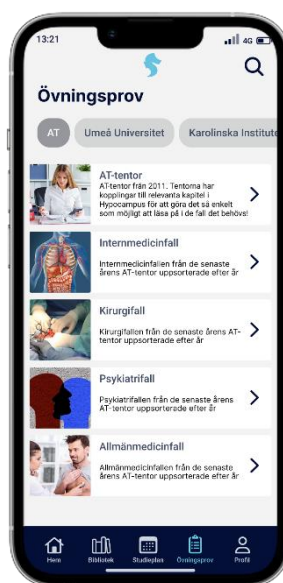 13:21
4G
Övningsprov
AT
Umeå Universitet
Karolinska Institute
AT-tentor
AT-tentor från 2011. Tentorna har
kopplingar till relevanta kapitel i
Hypocampus för att göra det så enkelt
som möjligt att läsa på i de fall det behövs!
Internmedicinfall
Internmedicinfallen från de senaste
årens AT-tentor uppsorterade efter år
Kirurgifall
Kirurgifallen från de senaste årens AT-
tentor uppsorterade efter år
Psykiatrifall
Psykiatrifallen från de senaste årens
AT-tentor uppsorterade efter år
Allmänmedicinfall
Allmänmedicinfallen från de senaste
årens AT-tentor uppsorterade efter år
Hem
Bibliotek
Studieplan
Övningsprov
Profil